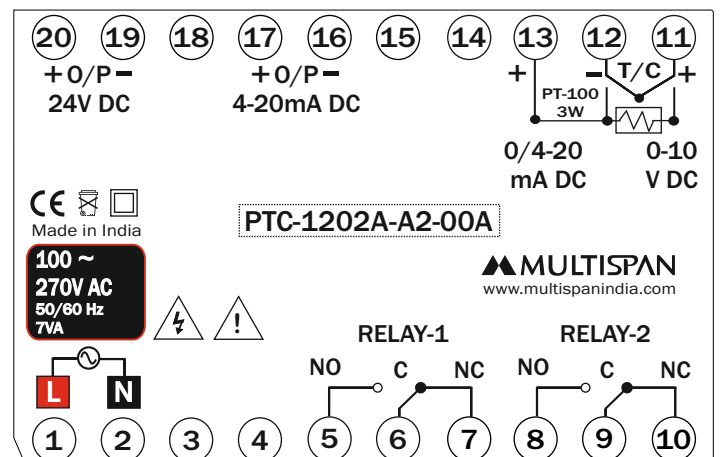 20 19 18 17 16 15 14 13 12 11
+ O/P −
24V DC
+ O/P −
4-20mA DC
+ − T/C +
PT-100
3W
0/4-20
mA DC
0-10
V DC
CE
Made in India
PTC-1202A-A2-00A
100 ~
270V AC
50/60 Hz
7VA
MULTISPAN
www.multispanindia.com
!
L N
RELAY-1
NO C NC
RELAY-2
NO C NC
1 2 3 4 5 6 7 8 9 10